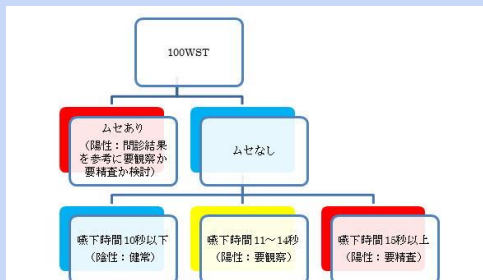 100WST
ムセあり
(陽性：問診結果
を参考に要観察か
要精査か検討)
ムセなし
嚥下時間10秒以下
(陰性：健常)
嚥下時間11～14秒
(陽性：要観察)
嚥下時間15秒以上
(陽性：要精査)